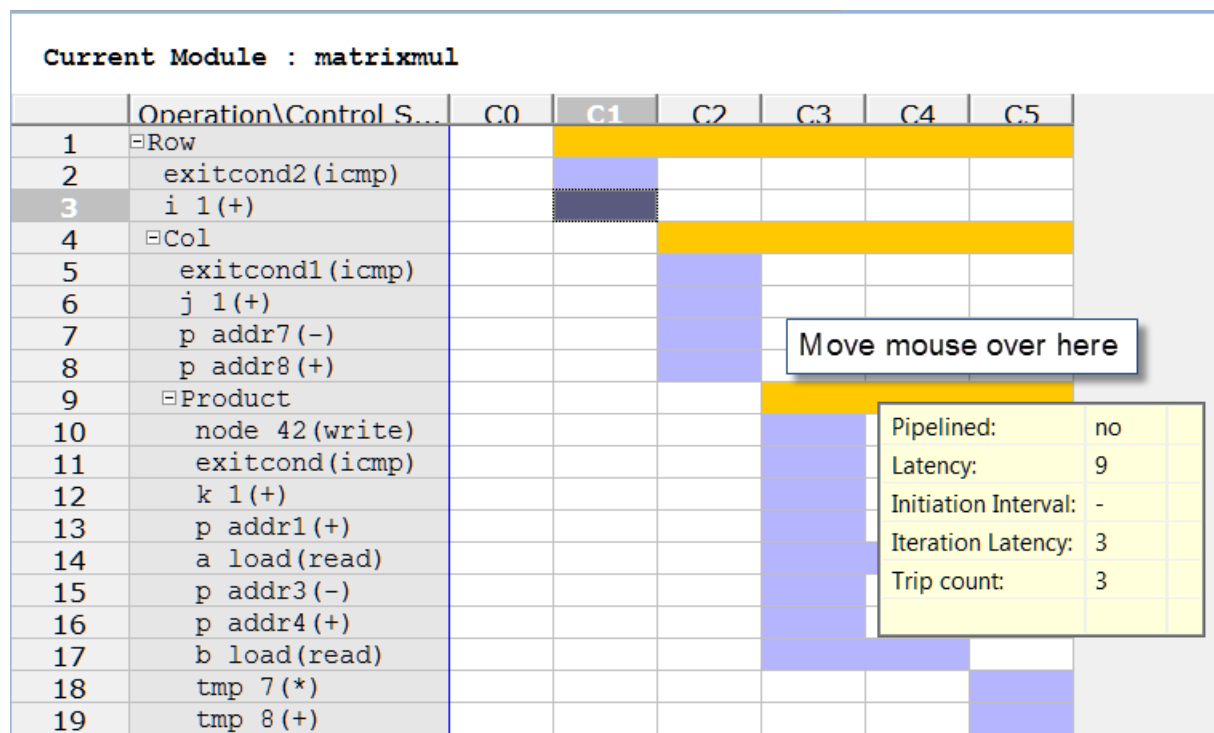 Current Module : matrixmul
Operation\Control S... C0 C1 C2 C3 C4 C5
1 Row
2 exitcond2(icmp)
3 i 1(+)
4 Col
5 exitcond1(icmp)
6 j 1(+)
7 p addr7(-)
Move mouse over here
8 p addr8(+)
9 Product
10 node 42(write)
11 exitcond(icmp)
12 k 1(+)
13 p addr1(+)
14 a load(read)
15 p addr3(-)
16 p addr4(+)
17 b load(read)
18 tmp 7(*)
19 tmp 8(+)
Pipelined: no
Latency: 9
Initiation Interval: -
Iteration Latency: 3
Trip count: 3